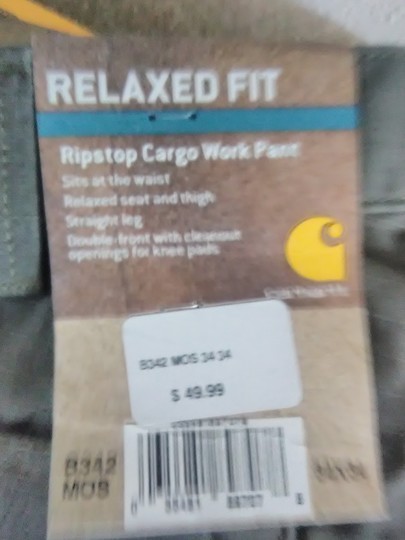 RELAXED FIT
Ripstop Cargo Work Pant
Sits at the waist
Relaxed seat and thigh
Straight leg
Double-front with cleanout
openings for knee pads
B342 MOS 34 34
$ 49.99
B342
MOS